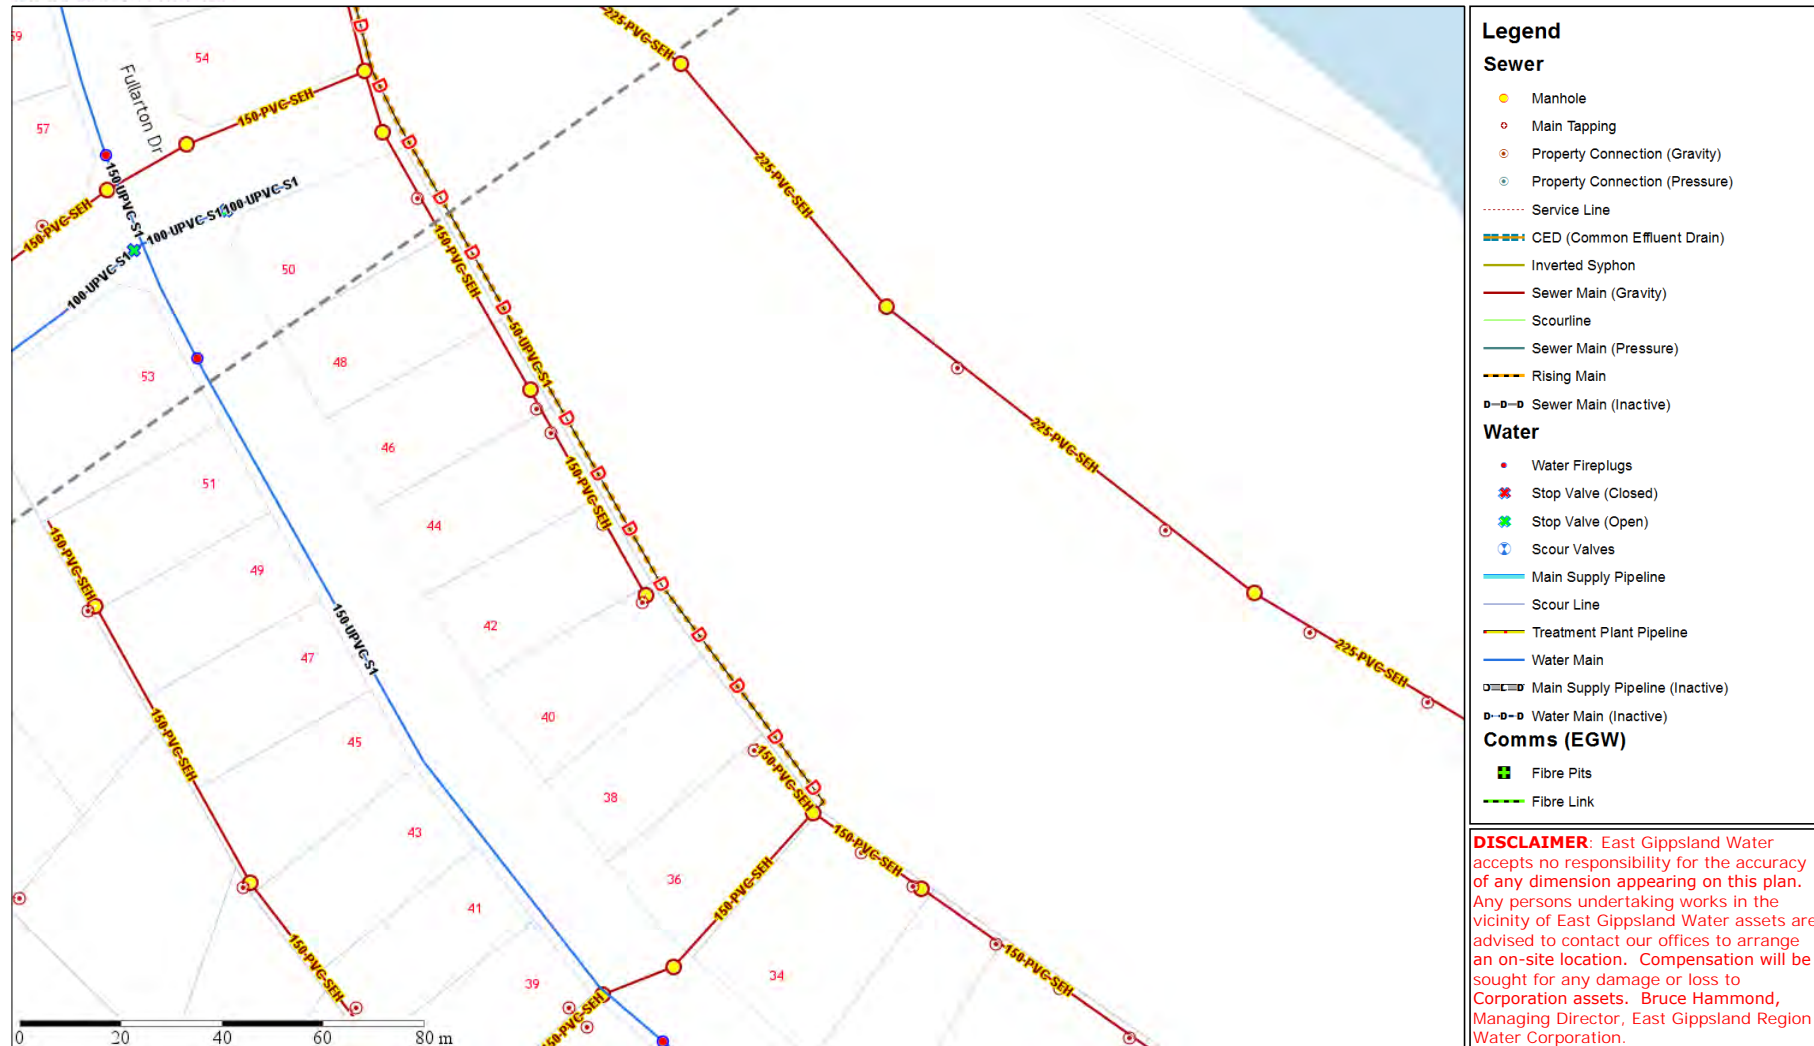 225-PVC-SEH
59
54
Fullarton Dr
150-PVC-SEH
57
225-PVC-SEH
150-UPVC-S1
100-UPVC-S1
100-UPVC-S1
150-PVC-SEH
100-UPVC-S1
150-PVC-SEH
50
D
D
D
D
D
D
50-UPVC-S1
48
53
D
46
225-PVC-SEH
D
150-PVC-SEH
51
44
D
150-PVC-SEH
49
D
42
150-UPVC-S1
D
47
225-PVC-SEH
D
40
150-PVC-SEH
45
D
150-PVC-SEH
D
38
43
150-PVC-SEH
36
150-PVC-SEH
41
150-PVC-SEH
34
150-PVC-SEH
39
150-PVC-SEH
0 20 40 60 80 m
Legend
Sewer
Manhole
Main Tapping
Property Connection (Gravity)
Property Connection (Pressure)
Service Line
CED (Common Effluent Drain)
Inverted Syphon
Sewer Main (Gravity)
Scourline
Sewer Main (Pressure)
Rising Main
D-D-D Sewer Main (Inactive)
Water
Water Fireplugs
Stop Valve (Closed)
Stop Valve (Open)
Scour Valves
Main Supply Pipeline
Scour Line
Treatment Plant Pipeline
Water Main
Main Supply Pipeline (Inactive)
D-D-D Water Main (Inactive)
Comms (EGW)
Fibre Pits
Fibre Link
DISCLAIMER: East Gippsland Water
accepts no responsibility for the accuracy
of any dimension appearing on this plan.
Any persons undertaking works in the
vicinity of East Gippsland Water assets are
advised to contact our offices to arrange
an on-site location. Compensation will be
sought for any damage or loss to
Corporation assets. Bruce Hammond,
Managing Director, East Gippsland Region
Water Corporation.